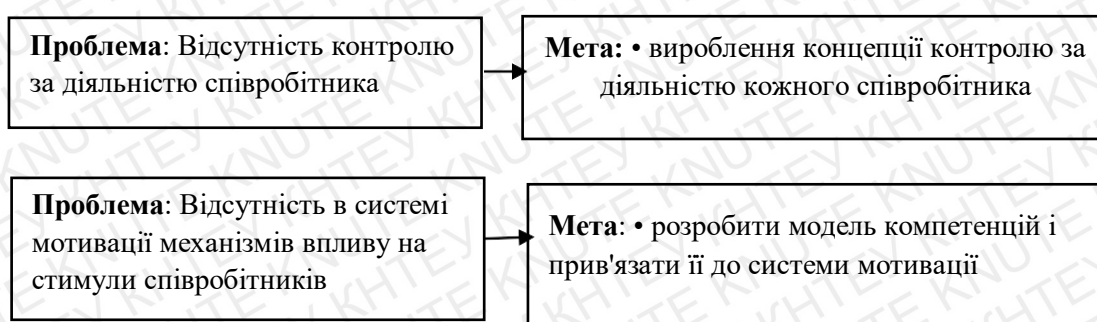 Проблема: Відсутність контролю
за діяльністю співробітника
Мета: • вироблення концепції контролю за
діяльністю кожного співробітника
Проблема: Відсутність в системі
мотивації механізмів впливу на
стимули співробітників
Мета: • розробити модель компетенцій і
прив'язати її до системи мотивації